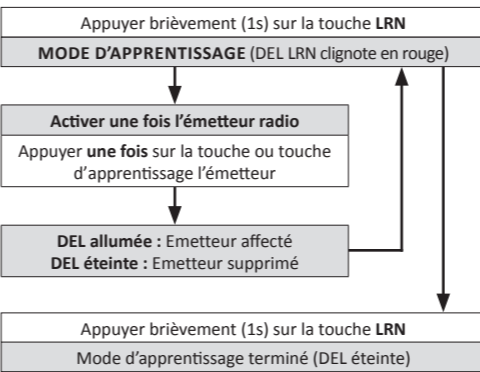 Appuyer brièvement (1s) sur la touche LRN
MODE D'APPRENTISSAGE (DEL LRN clignote en rouge)
Activer une fois l'émetteur radio
Appuyer une fois sur la touche ou touche
d'apprentissage l'émetteur
DEL allumée : Emetteur affecté
DEL éteinte : Emetteur supprimé
Appuyer brièvement (1s) sur la touche LRN
Mode d'apprentissage terminé (DEL éteinte)